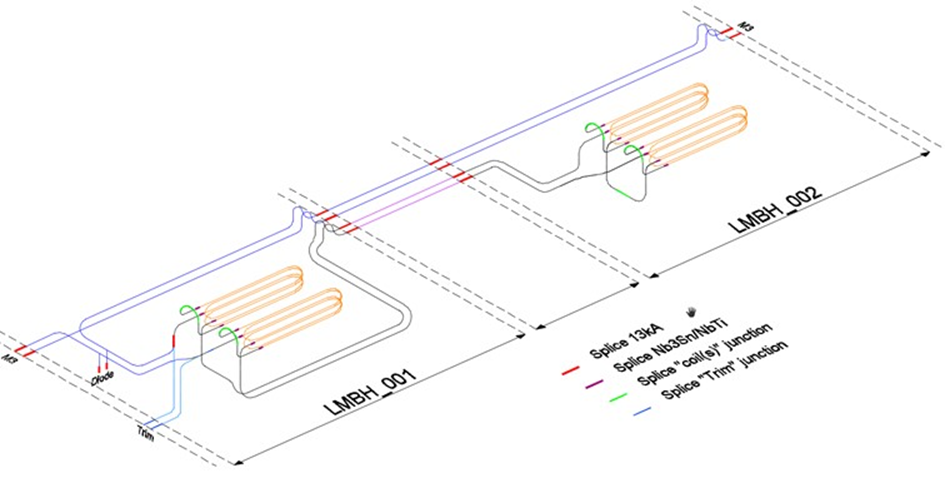 M3
LMBH_002
Splice 13kA
Splice Nb3Sn/NbTi
Splice "coil(s)" junction
Splice "Trim" junction
M3
Diode
LMBH_001
Trim